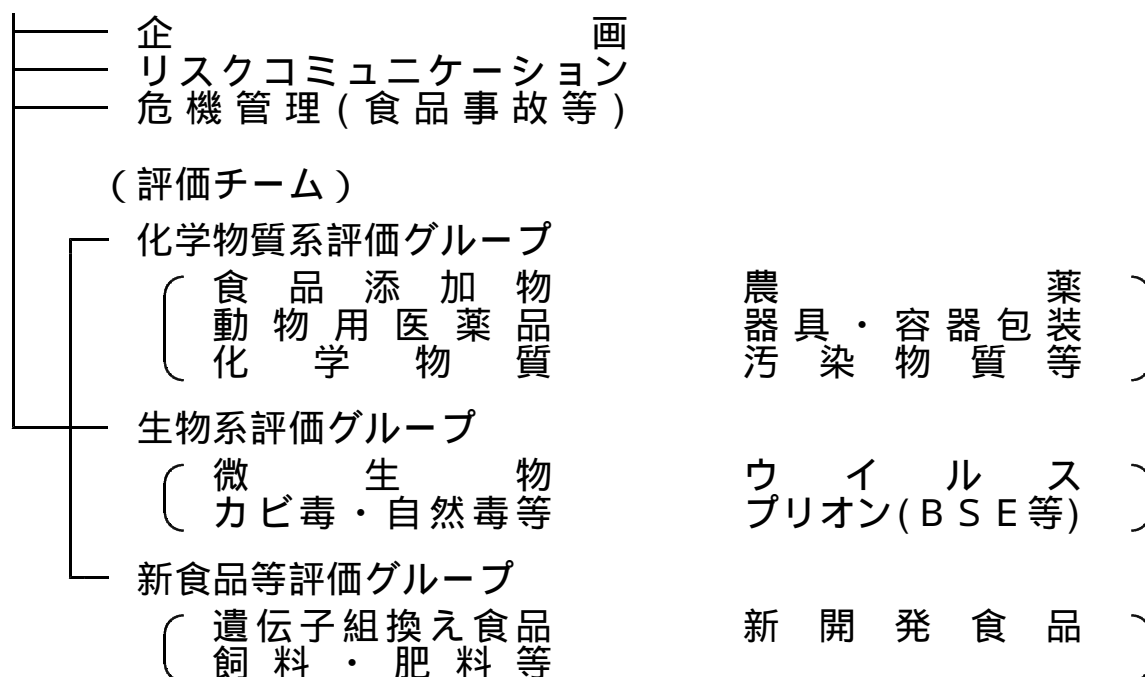 企画
リスクコミュニケーション
危機管理(食品事故等)
(評価チーム)
化学物質系評価グループ
食品添加物 農薬
動物用医薬品 器具・容器包装
化学物質 汚染物質等
生物系評価グループ
微生物 ウイルス
カビ毒・自然毒等 プリオン(BSE等)
新食品等評価グループ
遺伝子組換え食品 新開発食品
飼料・肥料等